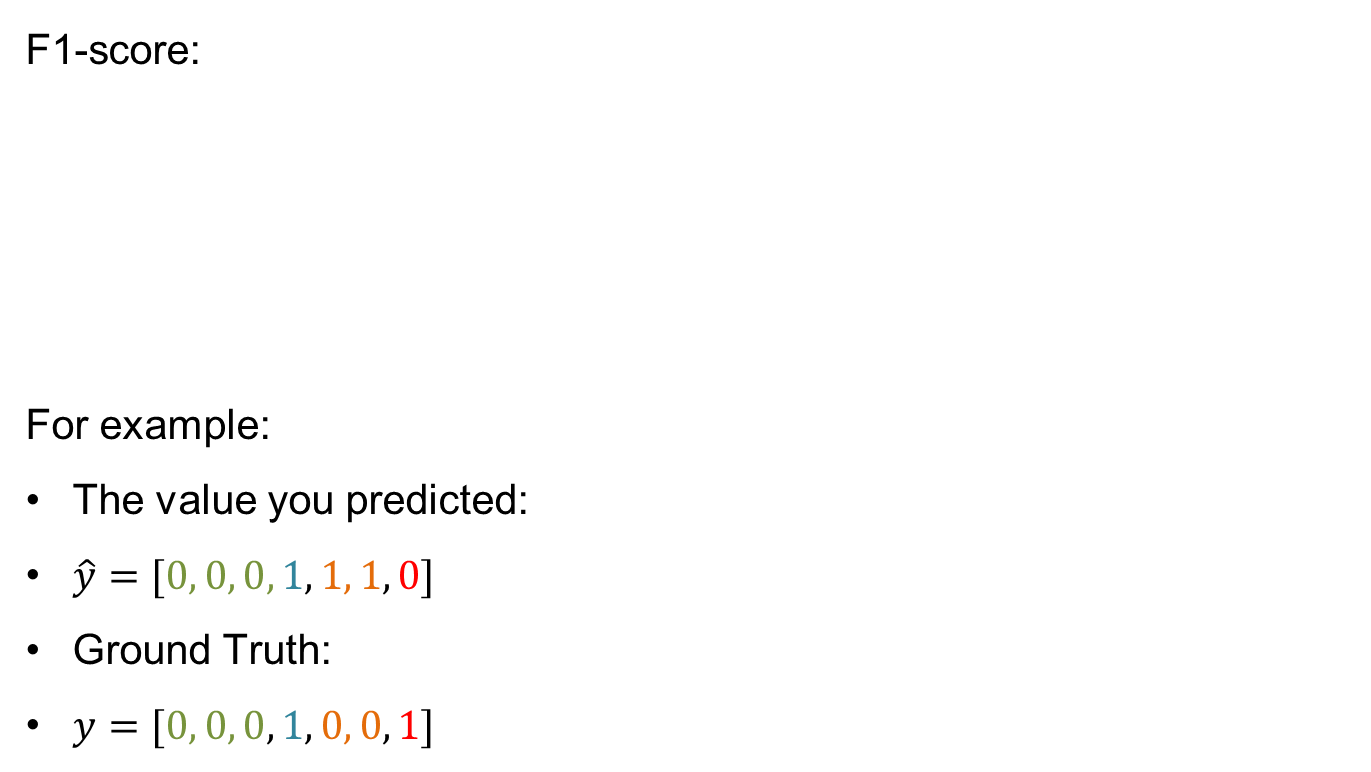 F1-score:
For example:
• The value you predicted:
• ŷ = [0, 0, 0, 1, 1, 1, 0]
• Ground Truth:
• y = [0, 0, 0, 1, 0, 0, 1]